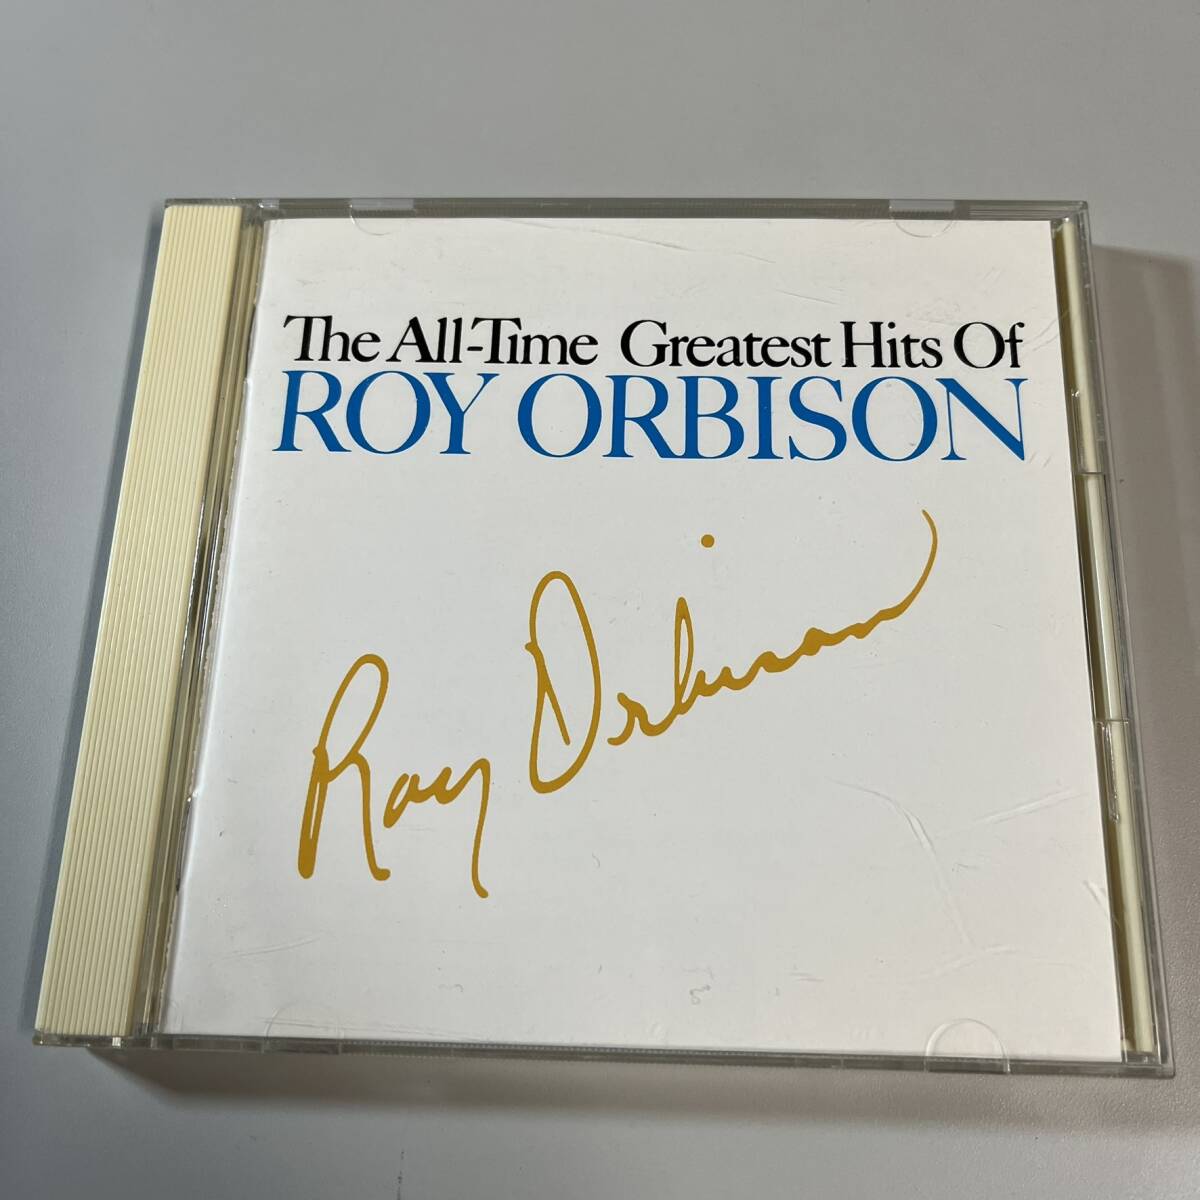 The All-Time Greatest Hits Of
ROY ORBISON
Roy Orbison